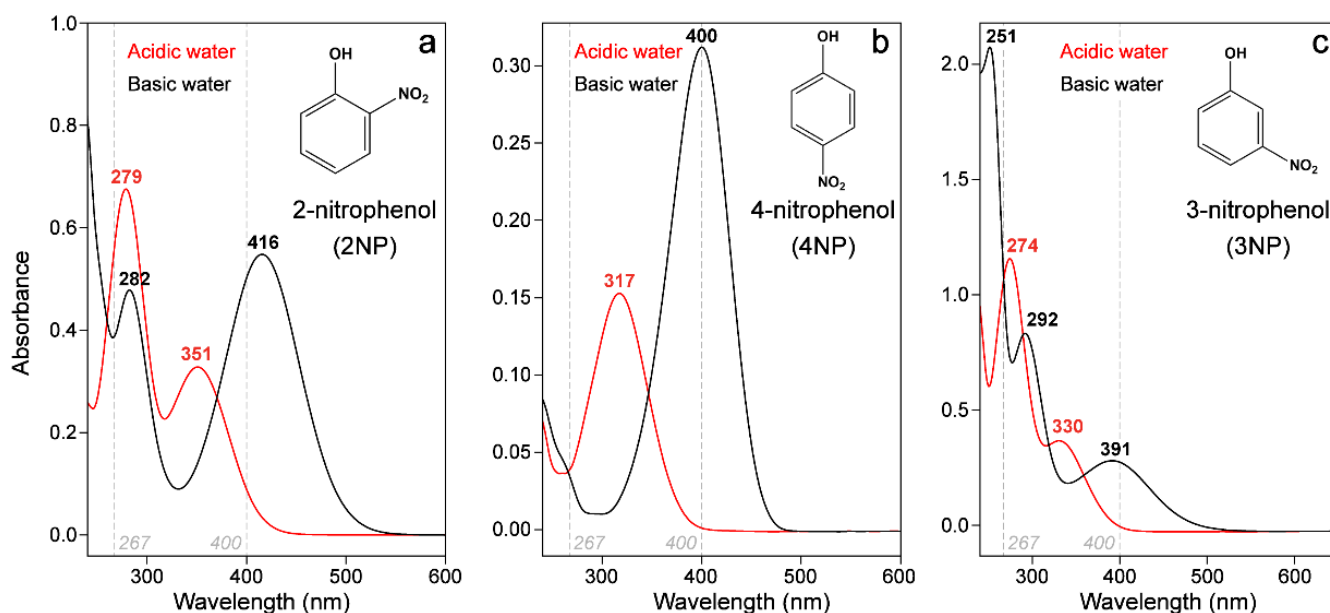 a
Acidic water
Basic water
OH
NO₂
2-nitrophenol
(2NP)
279
282
351
416
267
400
1.0
0.8
0.6
0.4
0.2
0.0
Absorbance
300
400
500
600
Wavelength (nm)
b
Acidic water
Basic water
OH
NO₂
4-nitrophenol
(4NP)
400
317
267
400
0.30
0.25
0.20
0.15
0.10
0.05
0.00
300
400
500
600
Wavelength (nm)
c
Acidic water
Basic water
OH
NO₂
3-nitrophenol
(3NP)
251
274
292
330
391
267
400
2.0
1.5
1.0
0.5
0.0
300
400
500
600
Wavelength (nm)